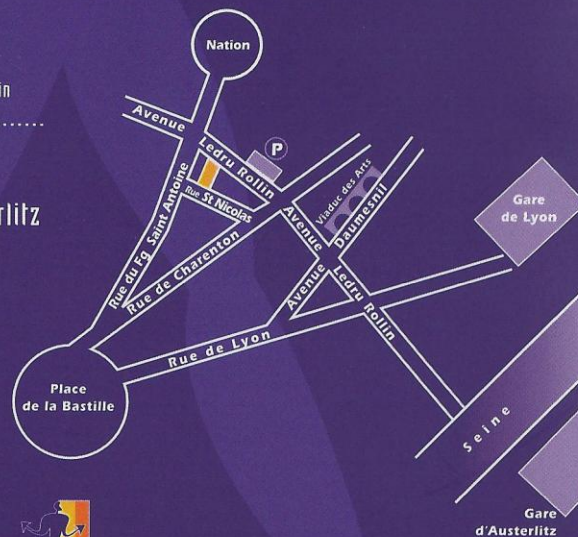 Nation
in
Avenue Ledru Rollin
P
rlitz
Rue du Fg Saint Antoine
Rue St Nicolas
Rue de Charenton
Avenue Ledru Rollin
Viaduc des Arts
Avenue Daumesnil
Gare
de Lyon
Rue de Lyon
Place
de la Bastille
Seine
Gare
d'Austerlitz